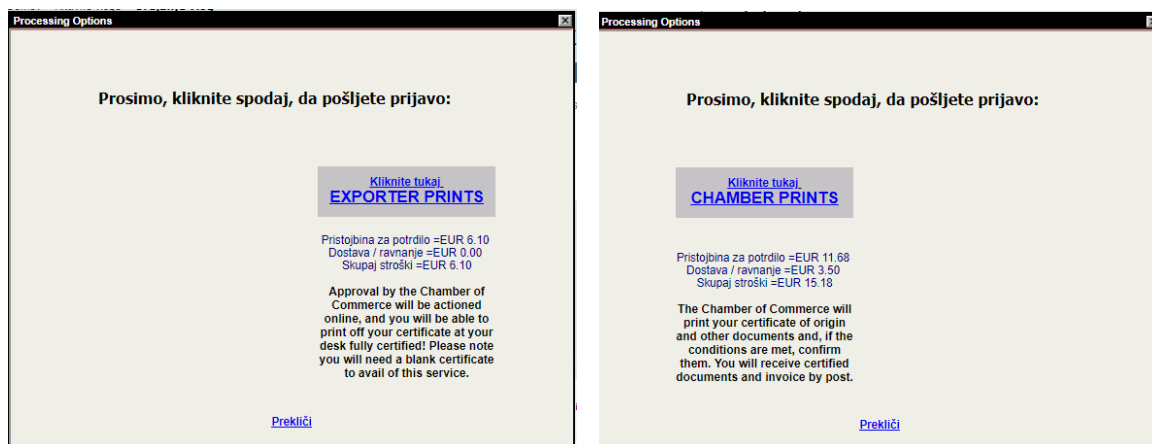 Processing Options
Prosimo, kliknite spodaj, da pošljete prijavo:
Kliknite tukaj
EXPORTER PRINTS
Pristojbina za potrdilo =EUR 6.10
Dostava / ravnanje =EUR 0.00
Skupaj stroški =EUR 6.10
Approval by the Chamber of
Commerce will be actioned
online, and you will be able to
print off your certificate at your
desk fully certified! Please note
you will need a blank certificate
to avail of this service.
Prekliči
Processing Options
Prosimo, kliknite spodaj, da pošljete prijavo:
Kliknite tukaj
CHAMBER PRINTS
Pristojbina za potrdilo =EUR 11.68
Dostava / ravnanje =EUR 3.50
Skupaj stroški =EUR 15.18
The Chamber of Commerce will
print your certificate of origin
and other documents and, if the
conditions are met, confirm
them. You will receive certified
documents and invoice by post.
Prekliči